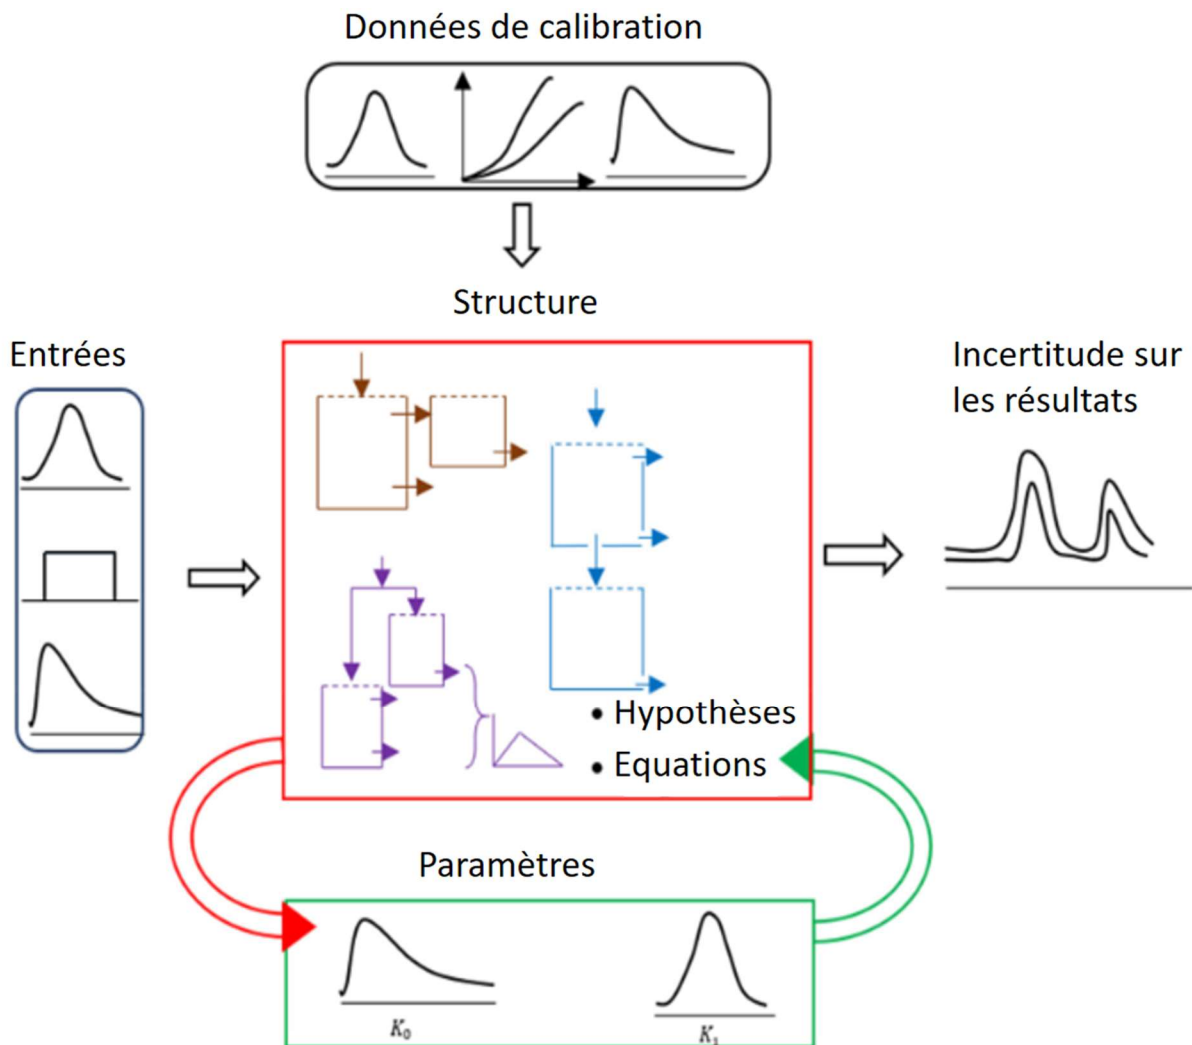 Données de calibration
Structure
Entrées
Incertitude sur
les résultats
• Hypothèses
• Equations
Paramètres
K₀
K₁